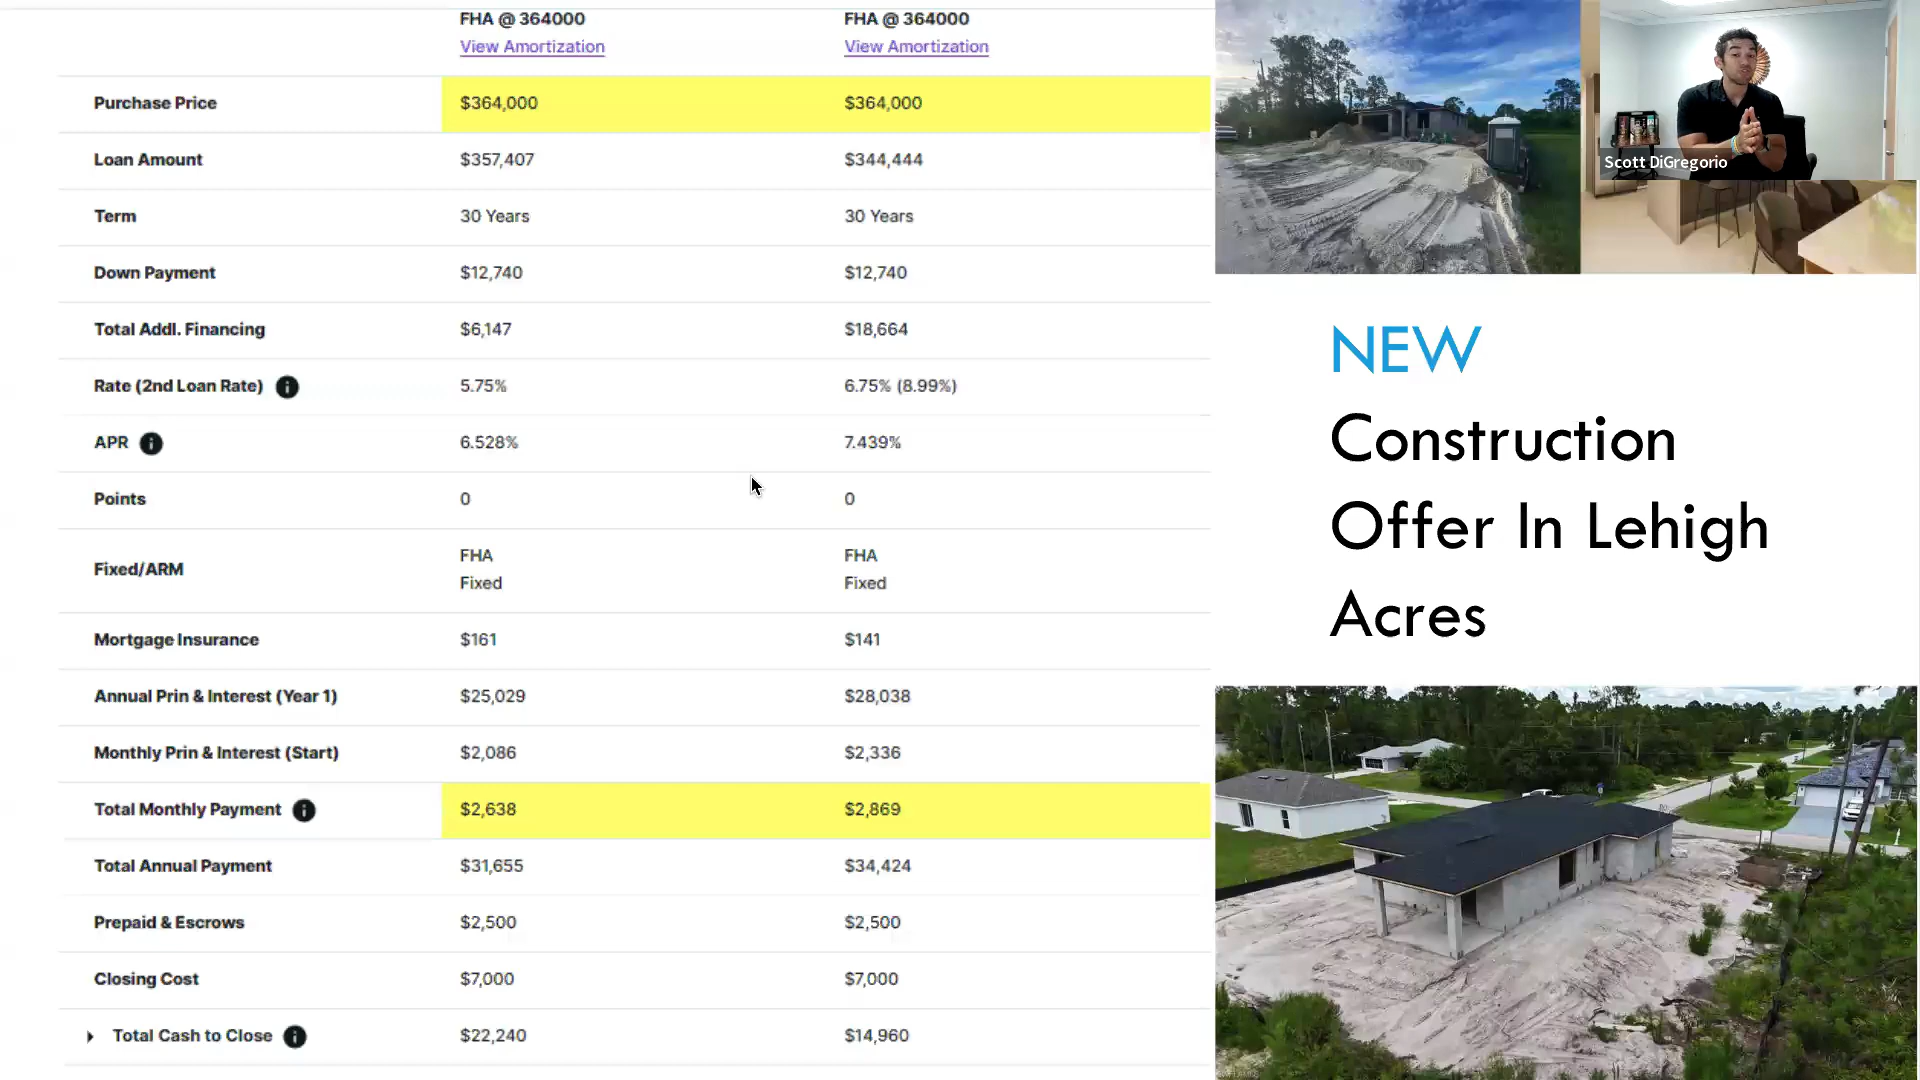 FHA @ 364000 FHA @ 364000
View Amortization View Amortization
Purchase Price $364,000 $364,000
Loan Amount $357,407 $344,444
Term 30 Years 30 Years
Down Payment $12,740 $12,740
Total Addl. Financing $6,147 $18,664
Rate (2nd Loan Rate) 5.75% 6.75% (8.99%)
APR 6.528% 7.439%
Points 0 0
Fixed/ARM FHA Fixed FHA Fixed
Mortgage Insurance $161 $141
Annual Prin & Interest (Year 1) $25,029 $28,038
Monthly Prin & Interest (Start) $2,086 $2,336
Total Monthly Payment $2,638 $2,869
Total Annual Payment $31,655 $34,424
Prepaid & Escrows $2,500 $2,500
Closing Cost $7,000 $7,000
Total Cash to Close $22,240 $14,960
Scott DiGregorio
NEW
Construction
Offer In Lehigh
Acres